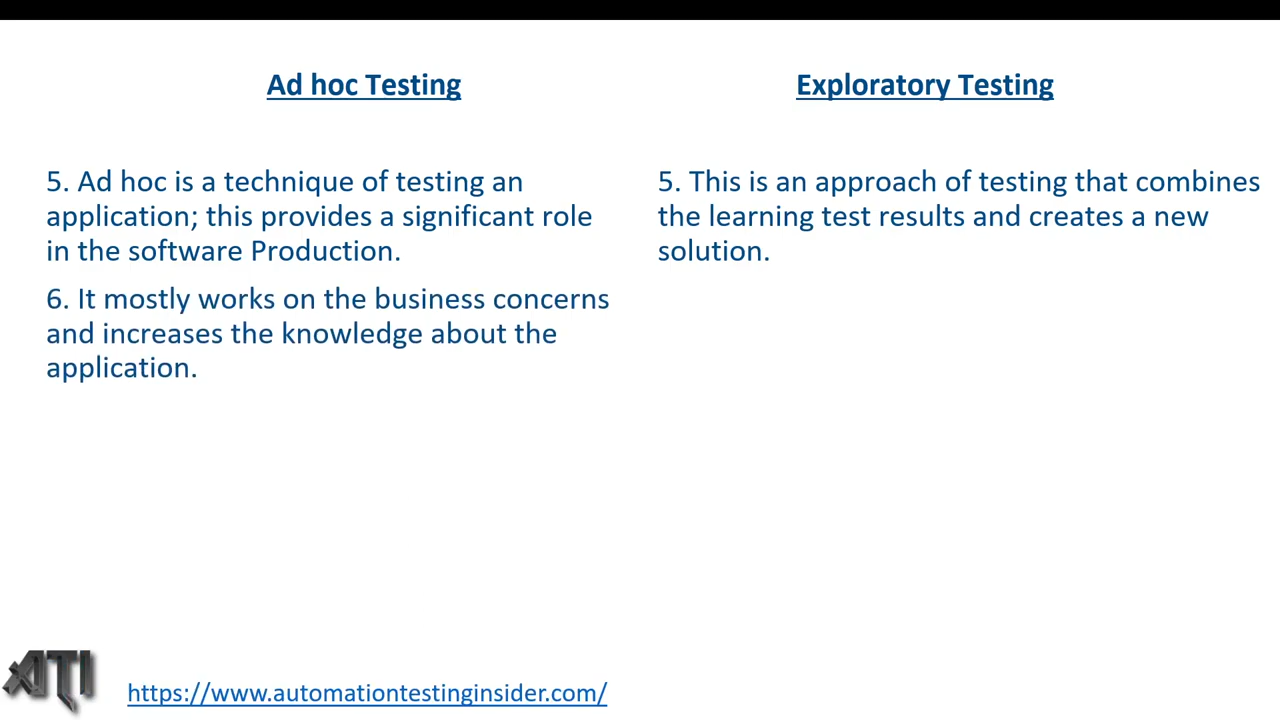 Ad hoc Testing
Exploratory Testing
5. Ad hoc is a technique of testing an
application; this provides a significant role
in the software Production.
6. It mostly works on the business concerns
and increases the knowledge about the
application.
5. This is an approach of testing that combines
the learning test results and creates a new
solution.
ATI
https://www.automationtestinginsider.com/